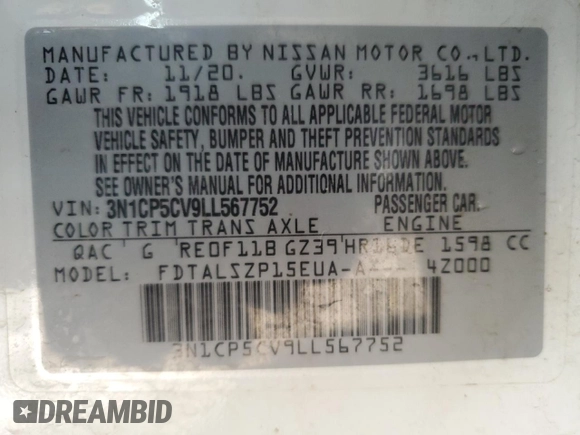 MANUFACTURED BY NISSAN MOTOR CO., LTD.
DATE: 11/20. GVWR: 3616 LBS
GAWR FR: 1918 LBS GAWR RR: 1698 LBS
THIS VEHICLE CONFORMS TO ALL APPLICABLE FEDERAL MOTOR
VEHICLE SAFETY, BUMPER AND THEFT PREVENTION STANDARDS
IN EFFECT ON THE DATE OF MANUFACTURE SHOWN ABOVE.
SEE OWNER'S MANUAL FOR ADDITIONAL INFORMATION.
VIN: 3N1CP5CV9LL567752 PASSENGER CAR.
COLOR TRIM TRANS AXLE ENGINE
QAC G RE0F11B GZ39 HR16DE 1598 CC
MODEL: 4Z000
3N1CP5CV9LL567752
DREAMBID